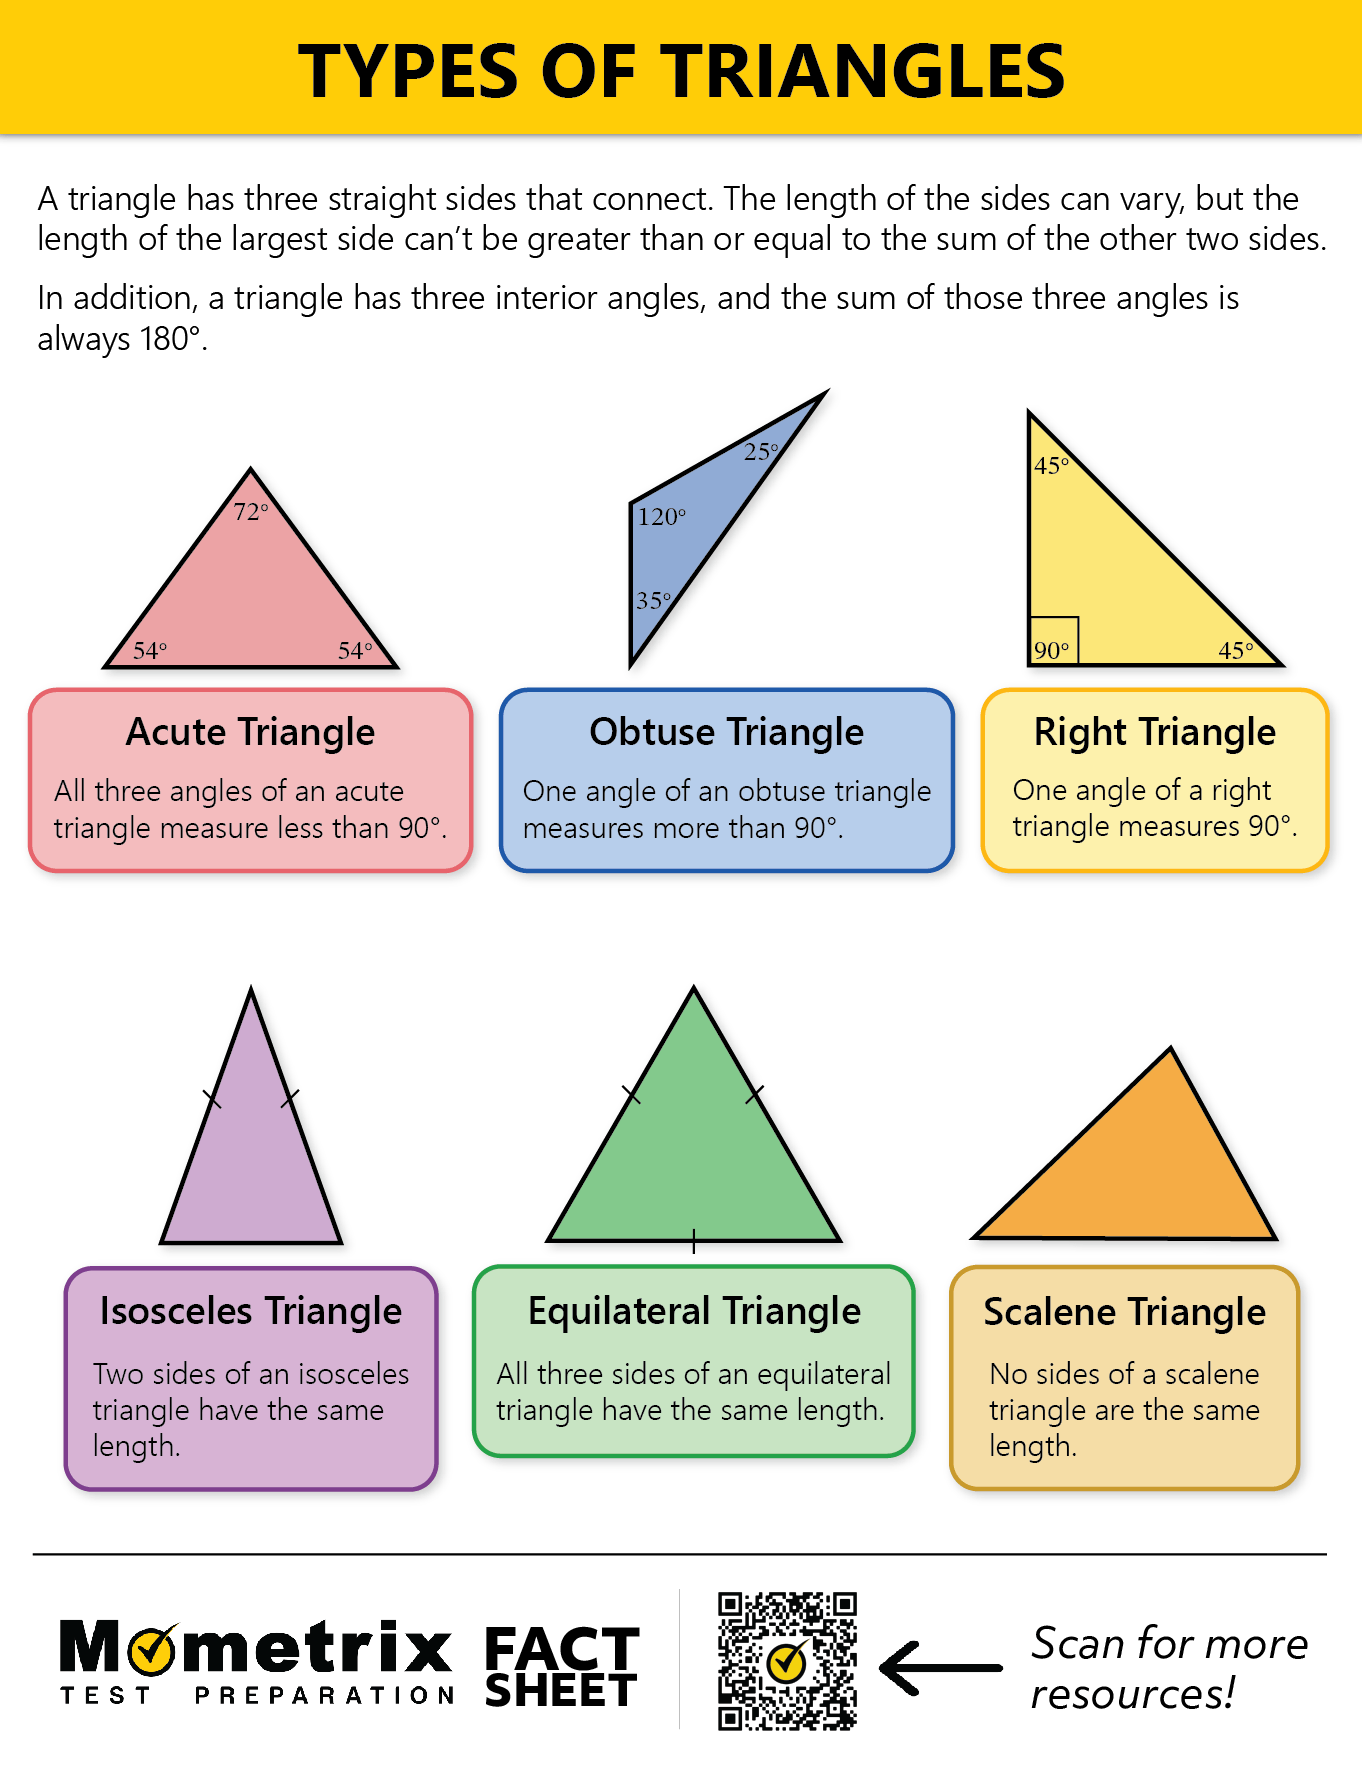 TYPES OF TRIANGLES
A triangle has three straight sides that connect. The length of the sides can vary, but the
length of the largest side can't be greater than or equal to the sum of the other two sides.
In addition, a triangle has three interior angles, and the sum of those three angles is
always 180°.
72°
54°
54°
25°
120°
35°
45°
90°
45°
Acute Triangle
All three angles of an acute
triangle measure less than 90°.
Obtuse Triangle
One angle of an obtuse triangle
measures more than 90°.
Right Triangle
One angle of a right
triangle measures 90°.
Isosceles Triangle
Two sides of an isosceles
triangle have the same
length.
Equilateral Triangle
All three sides of an equilateral
triangle have the same length.
Scalene Triangle
No sides of a scalene
triangle are the same
length.
Mometrix
TEST PREPARATION
FACT
SHEET
Scan for more
resources!